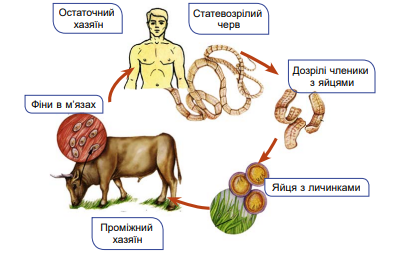 Остаточний
хазяїн
Статевозрілий
черв
Дозрілі членики
з яйцями
Фіни в м'язах
Яйця з личинками
Проміжний
хазяїн